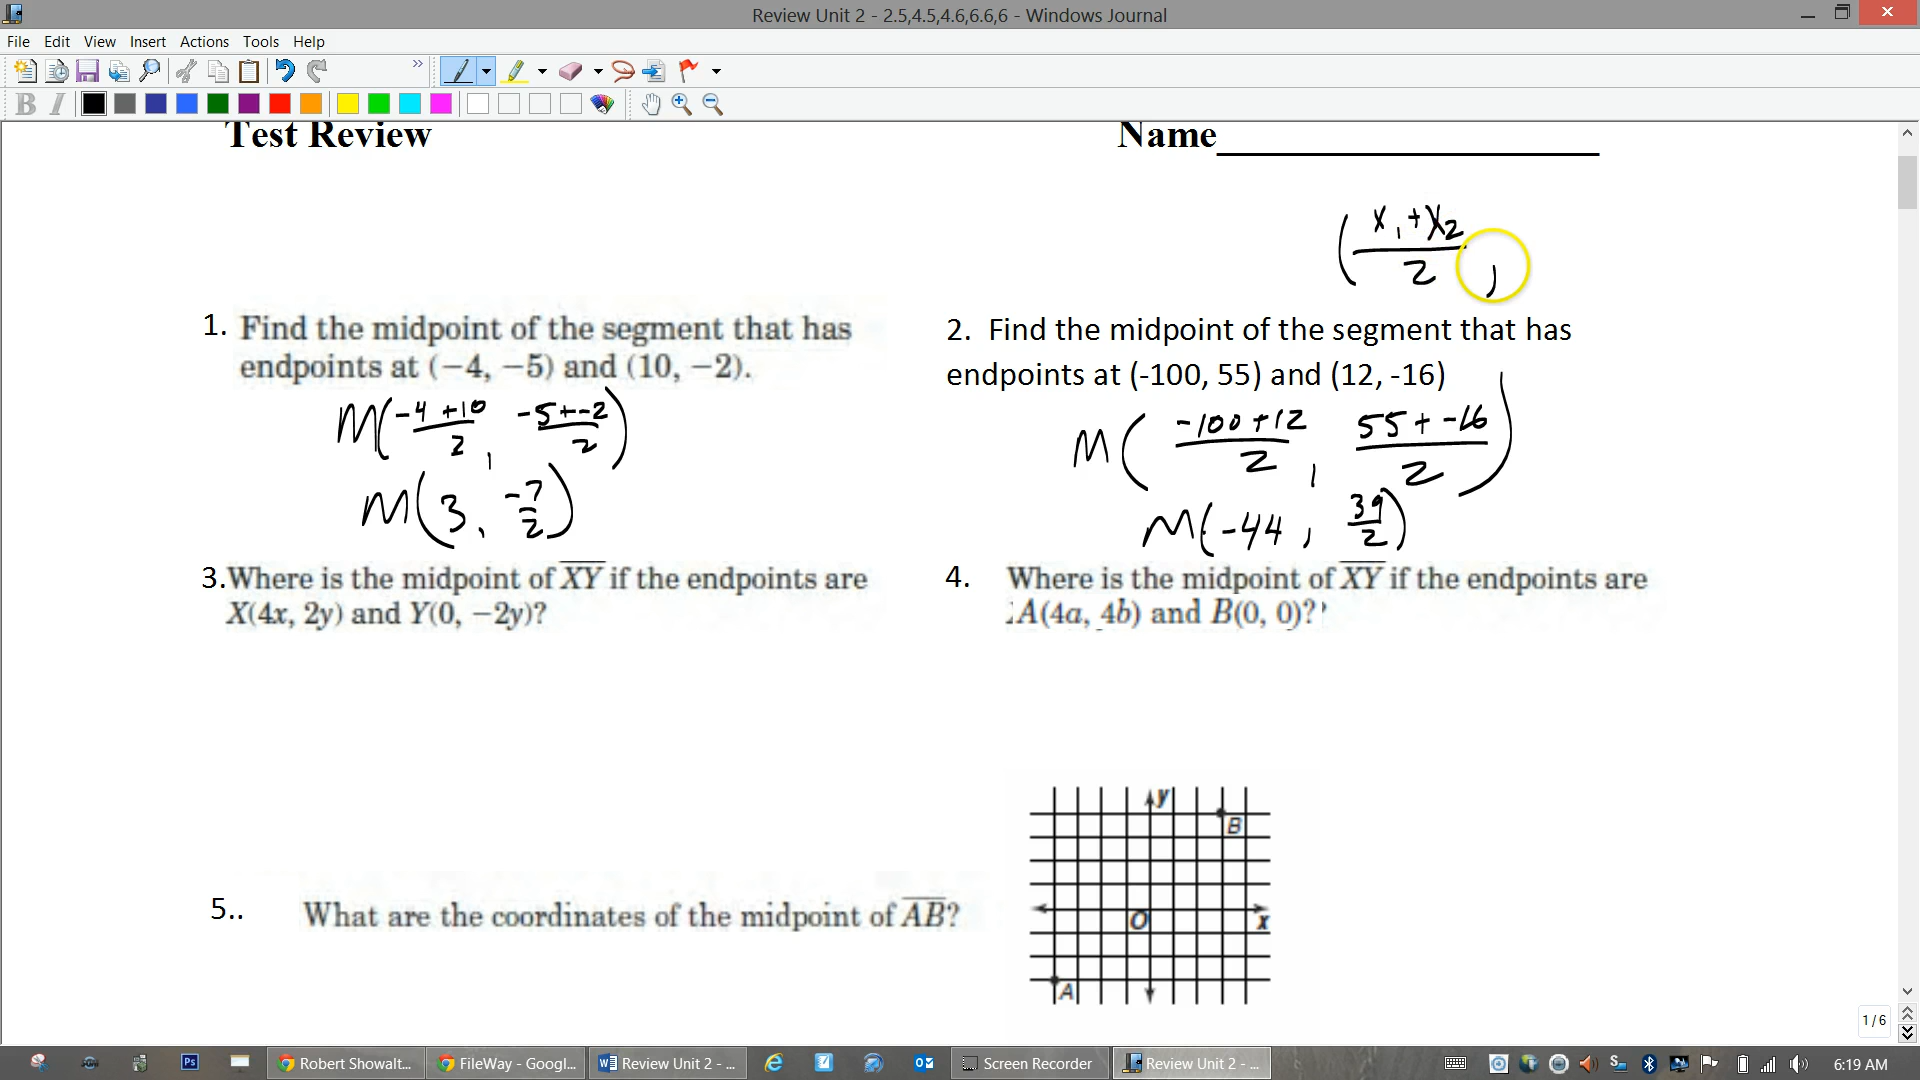 Review Unit 2 - 2.5,4.5,4.6,6.6,6 - Windows Journal
File Edit View Insert Actions Tools Help
B I
Test Review
Name
(x₁+x₂/2 ,
1. Find the midpoint of the segment that has
endpoints at (−4, −5) and (10, −2).
M(-4+10/2, -5+-2/2)
M(3, -7/2)
2. Find the midpoint of the segment that has
endpoints at (-100, 55) and (12, -16)
M(-100+12/2, 55+-16/2)
M(-44, 39/2)
3. Where is the midpoint of XY if the endpoints are
X(4x, 2y) and Y(0, −2y)?
4. Where is the midpoint of XY if the endpoints are
A(4a, 4b) and B(0, 0)?
5.. What are the coordinates of the midpoint of AB?
y
B
O
x
A
1 / 6
Ps
Robert Showalt...
FileWay - Googl...
Review Unit 2 - ...
Screen Recorder
Review Unit 2 - ...
6:19 AM